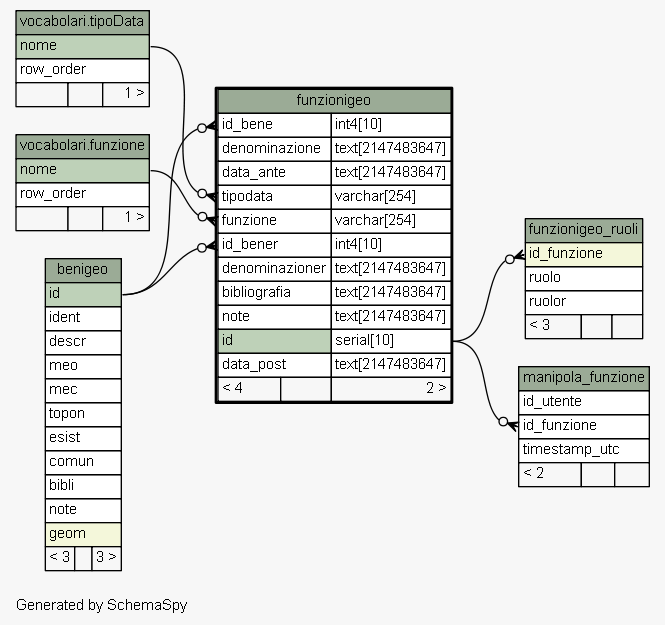 vocabolari.tipoData
nome
row_order
1 >
vocabolari.funzione
nome
row_order
1 >
benigeo
id
ident
descr
meo
mec
topon
esist
comun
bibli
note
geom
< 3 3 >
funzionigeo
id_bene int4[10]
denominazione text[2147483647]
data_ante text[2147483647]
tipodata varchar[254]
funzione varchar[254]
id_bener int4[10]
denominazioner text[2147483647]
bibliografia text[2147483647]
note text[2147483647]
id serial[10]
data_post text[2147483647]
< 4 2 >
funzionigeo_ruoli
id_funzione
ruolo
ruolor
< 3
manipola_funzione
id_utente
id_funzione
timestamp_utc
< 2
Generated by SchemaSpy